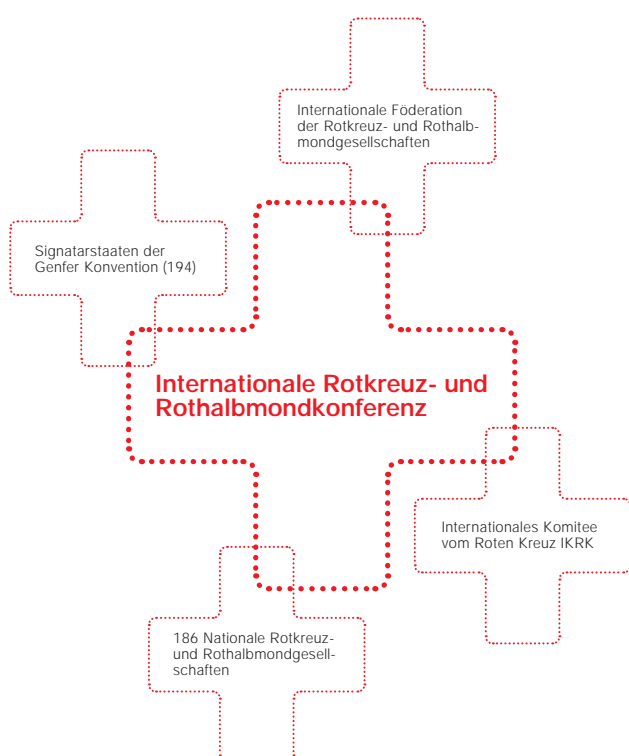 Internationale Föderation
der Rotkreuz- und Rothalb-
mondgesellschaften
Signatarstaaten der
Genfer Konvention (194)
Internationale Rotkreuz- und
Rothalbmondkonferenz
Internationales Komitee
vom Roten Kreuz IKRK
186 Nationale Rotkreuz-
und Rothalbmondgesell-
schaften